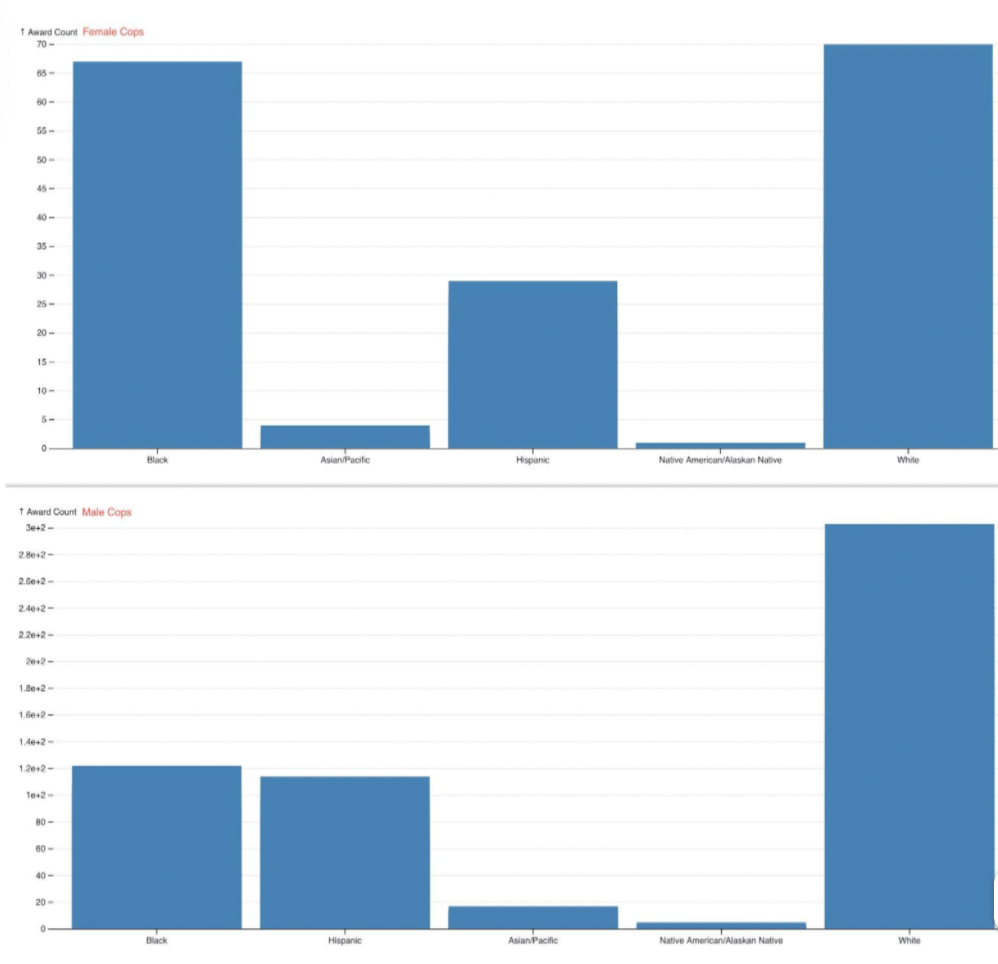 ↑ Award Count Female Cops
70
65
60
55
50
45
40
35
30
25
20
15
10
5
0
Black Asian/Pacific Hispanic Native American/Alaskan Native White
↑ Award Count Male Cops
3e+2
2.8e+2
2.6e+2
2.4e+2
2.2e+2
2e+2
1.8e+2
1.6e+2
1.4e+2
1.2e+2
1e+2
80
60
40
20
0
Black Hispanic Asian/Pacific Native American/Alaskan Native White